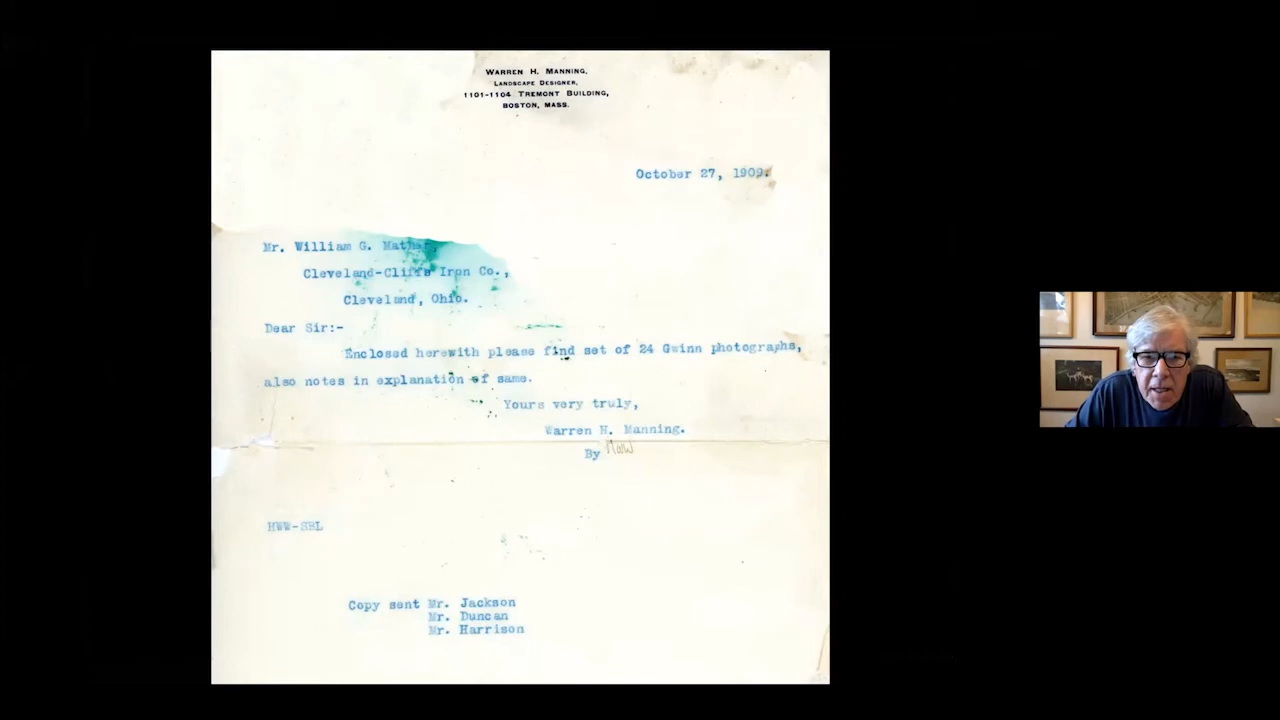 WARREN H. MANNING,
LANDSCAPE DESIGNER,
1101-1104 TREMONT BUILDING,
BOSTON, MASS.
October 27, 1909.
Mr. William G. Mather,
Cleveland-Cliffs Iron Co.,
Cleveland, Ohio.
Dear Sir:-
Enclosed herewith please find set of 24 Gwinn photographs,
also notes in explanation of same.
Yours very truly,
Warren H. Manning.
By
HWW-SBL
Copy sent Mr. Jackson
Mr. Duncan
Mr. Harrison